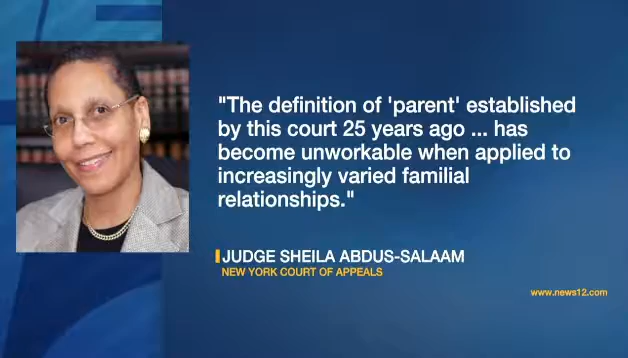 "The definition of 'parent' established
by this court 25 years ago ... has
become unworkable when applied to
increasingly varied familial
relationships."
JUDGE SHEILA ABDUS-SALAAM
NEW YORK COURT OF APPEALS
www.news12.com